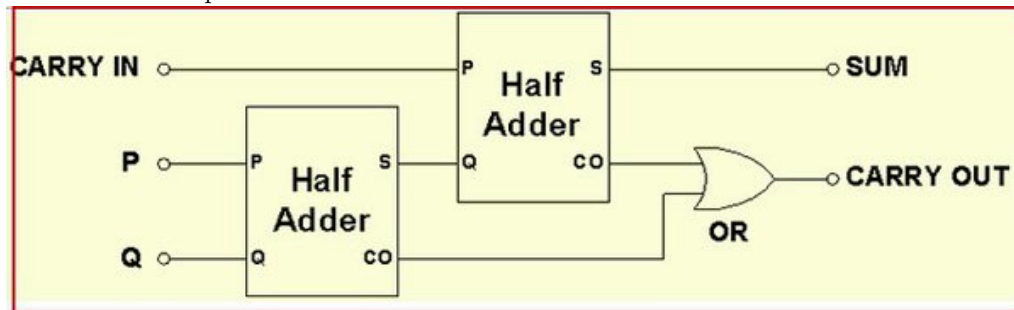 CARRY IN
P
Half
Adder
S
SUM
Q
CO
P
P
Half
Adder
S
Q
Q
CO
OR
CARRY OUT